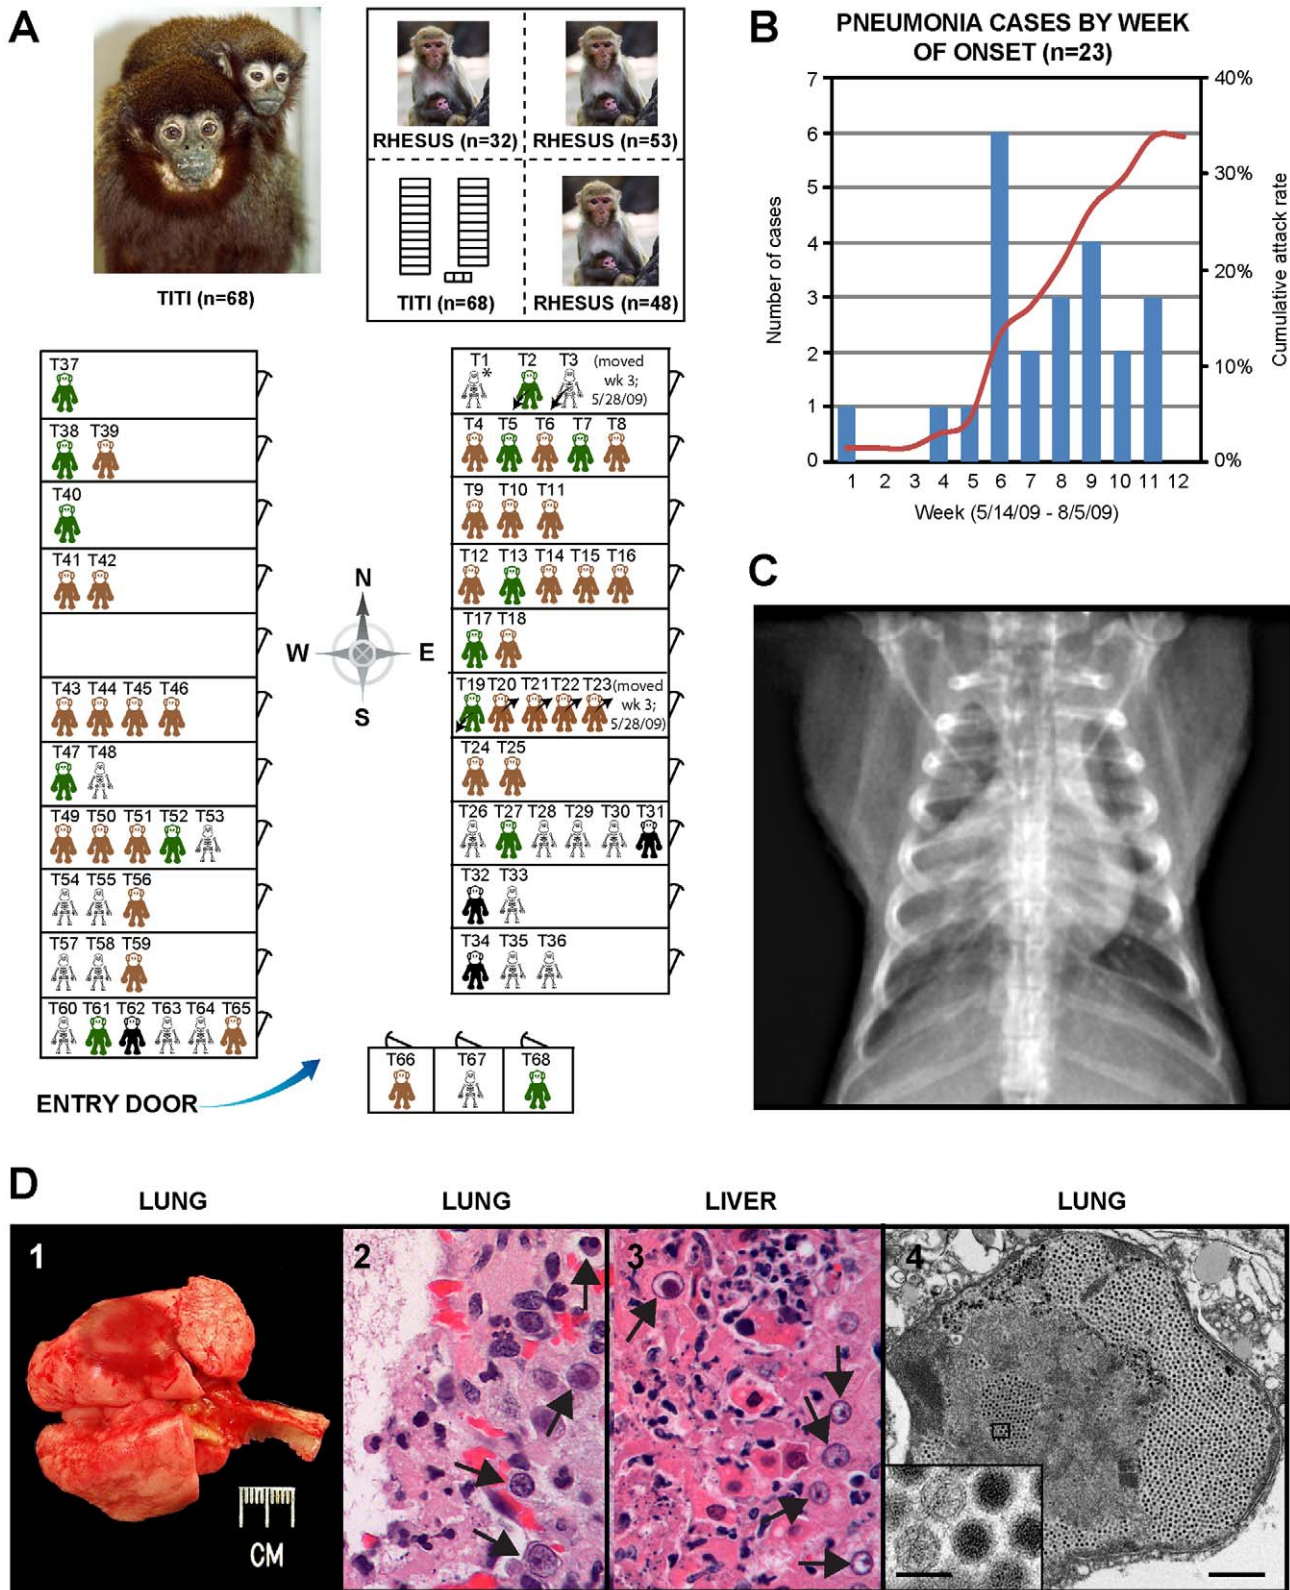 A
TITI (n=68)
RHESUS (n=32)
RHESUS (n=53)
TITI (n=68)
RHESUS (n=48)
T37
T38 T39
T40
T41 T42
T43 T44 T45 T46
T47 T48
T49 T50 T51 T52 T53
T54 T55 T56
T57 T58 T59
T60 T61 T62 T63 T64 T65
ENTRY DOOR
N
W E
S
T1 * T2 T3 (moved
wk 3;
5/28/09)
T4 T5 T6 T7 T8
T9 T10 T11
T12 T13 T14 T15 T16
T17 T18
T19 T20 T21 T22 T23 (moved
wk 3;
5/28/09)
T24 T25
T26 T27 T28 T29 T30 T31
T32 T33
T34 T35 T36
T66 T67 T68
B
PNEUMONIA CASES BY WEEK
OF ONSET (n=23)
Number of cases
7
6
5
4
3
2
1
0
40%
30%
20%
10%
0%
Cumulative attack rate
1 2 3 4 5 6 7 8 9 10 11 12
Week (5/14/09 - 8/5/09)
C
D
LUNG LUNG LIVER LUNG
1 2 3 4
CM